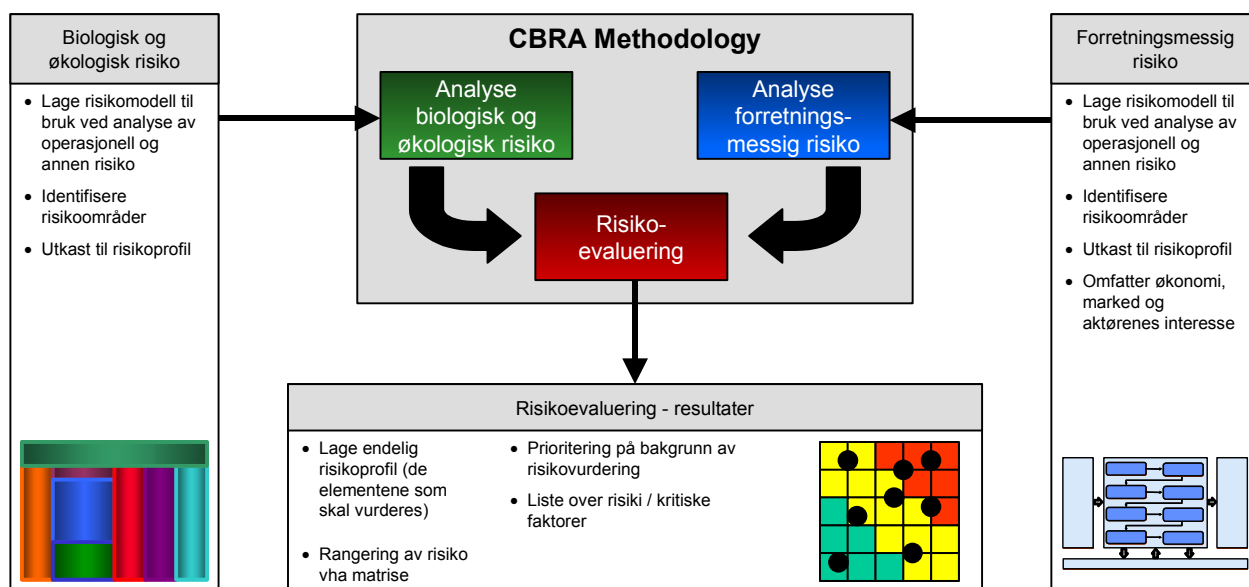 Biologisk og
økologisk risiko
• Lage risikomodell til
bruk ved analyse av
operasjonell og
annen risiko
• Identifisere
risikoområder
• Utkast til risikoprofil
CBRA Methodology
Analyse
biologisk og
økologisk risiko
Analyse
forretnings-
messig risiko
Risiko-
evaluering
Forretningsmessig
risiko
• Lage risikomodell til
bruk ved analyse av
operasjonell og
annen risiko
• Identifisere
risikoområder
• Utkast til risikoprofil
• Omfatter økonomi,
marked og
aktørenes interesse
Risikoevaluering - resultater
• Lage endelig
risikoprofil (de
elementene som
skal vurderes)
• Rangering av risiko
vha matrise
• Prioritering på bakgrunn av
risikovurdering
• Liste over risiki / kritiske
faktorer